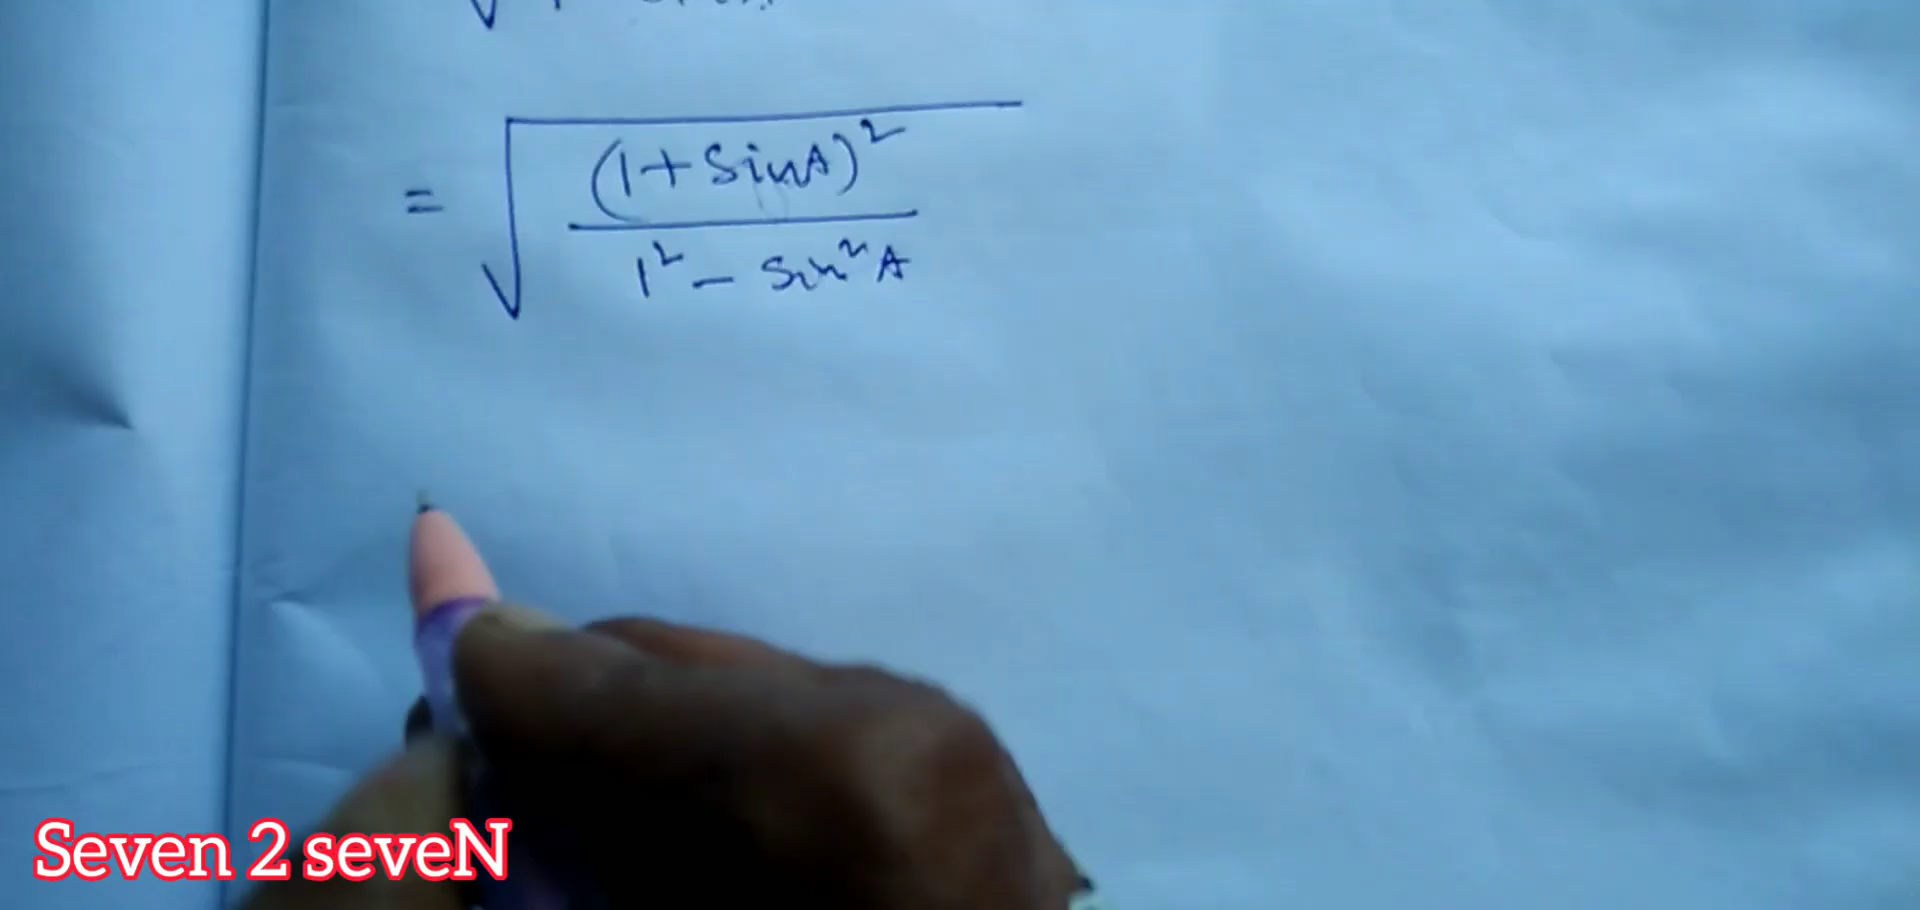 = √((1+SinA)² / (1² - Sin²A))
Seven 2 seveN